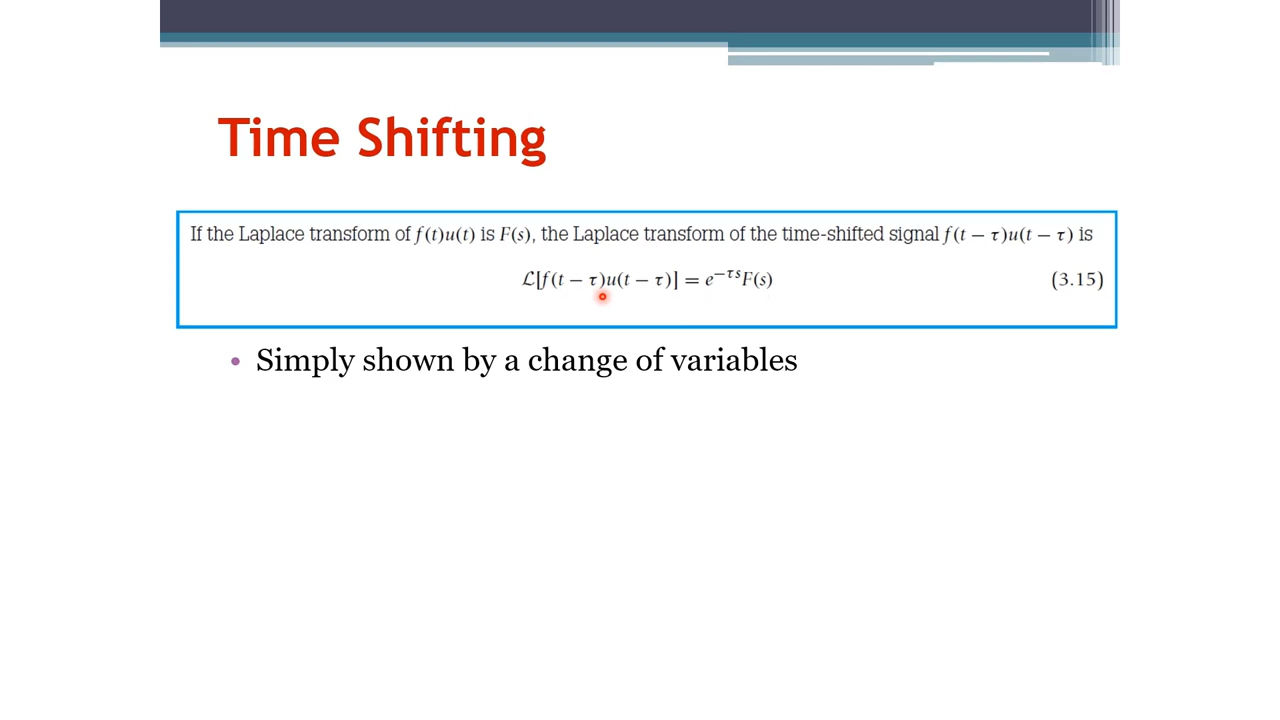 Time Shifting
If the Laplace transform of f(t)u(t) is F(s), the Laplace transform of the time-shifted signal f(t − τ)u(t − τ) is
ℒ[f(t − τ)u(t − τ)] = e^{−τs}F(s) (3.15)
• Simply shown by a change of variables